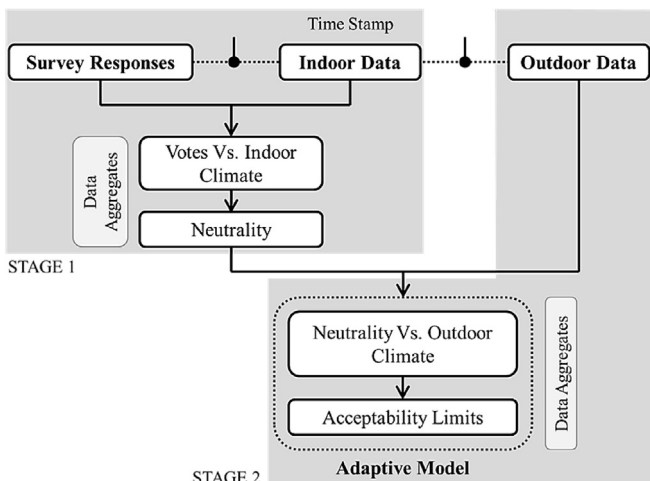 Time Stamp
Survey Responses
Indoor Data
Outdoor Data
Votes Vs. Indoor
Climate
Data
Aggregates
Neutrality
STAGE 1
Neutrality Vs. Outdoor
Climate
Data Aggregates
Acceptability Limits
Adaptive Model
STAGE 2